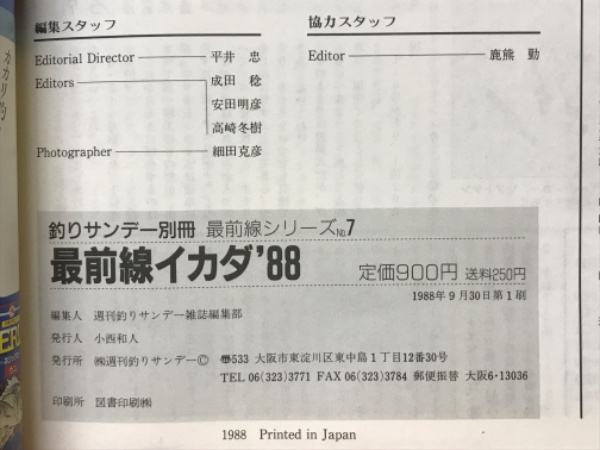 編集スタッフ
Editorial Director 平井 忠
Editors 成田 稔
安田明彦
高崎冬樹
Photographer 細田克彦
協力スタッフ
Editor 鹿熊 勤
釣りサンデー別冊 最前線シリーズNo.7
最前線イカダ'88 定価900円 送料250円
1988年9月30日第1刷
編集人 週刊釣りサンデー雑誌編集部
発行人 小西和人
発行所 ㈱週刊釣りサンデー© 〠533 大阪市東淀川区東中島1丁目12番30号
TEL 06(323)3771 FAX 06(323)3784 郵便振替 大阪6-13036
印刷所 図書印刷㈱
1988 Printed in Japan
カカリ釣り